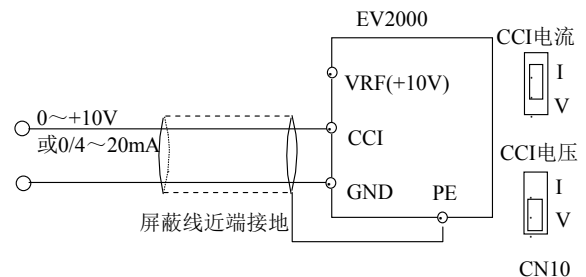 EV2000
CCI电流
I
V
VRF(+10V)
0～+10V
或0/4～20mA
CCI
CCI电压
I
V
GND
PE
屏蔽线近端接地
CN10